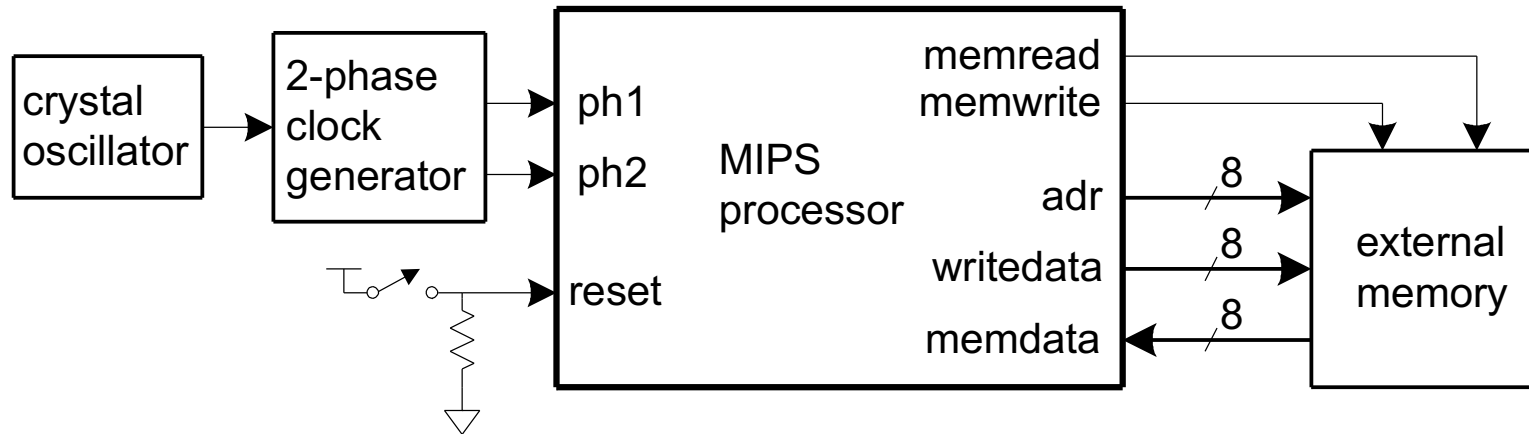 crystal
oscillator
2-phase
clock
generator
ph1
ph2
reset
MIPS
processor
memread
memwrite
adr
writedata
memdata
8
8
8
external
memory